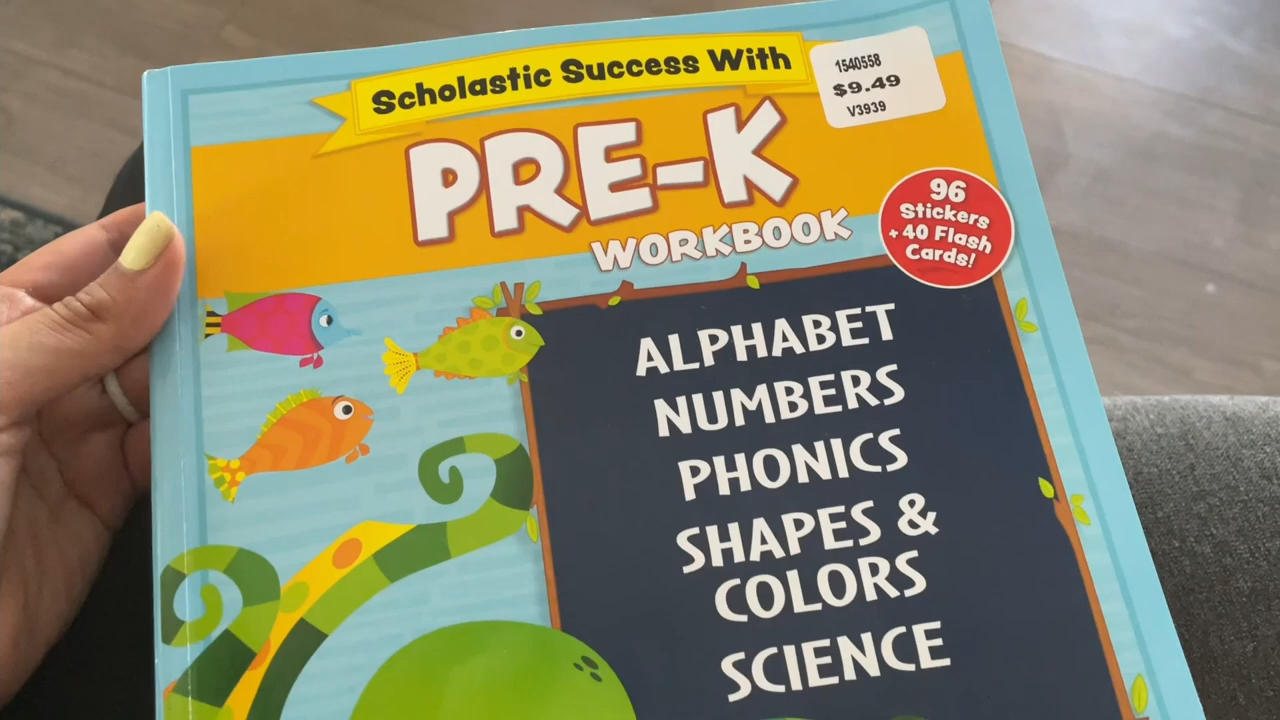 Scholastic Success With
PRE-K
WORKBOOK
1540558
$9.49
V3939
96
Stickers
+ 40 Flash
Cards!
ALPHABET
NUMBERS
PHONICS
SHAPES &
COLORS
SCIENCE